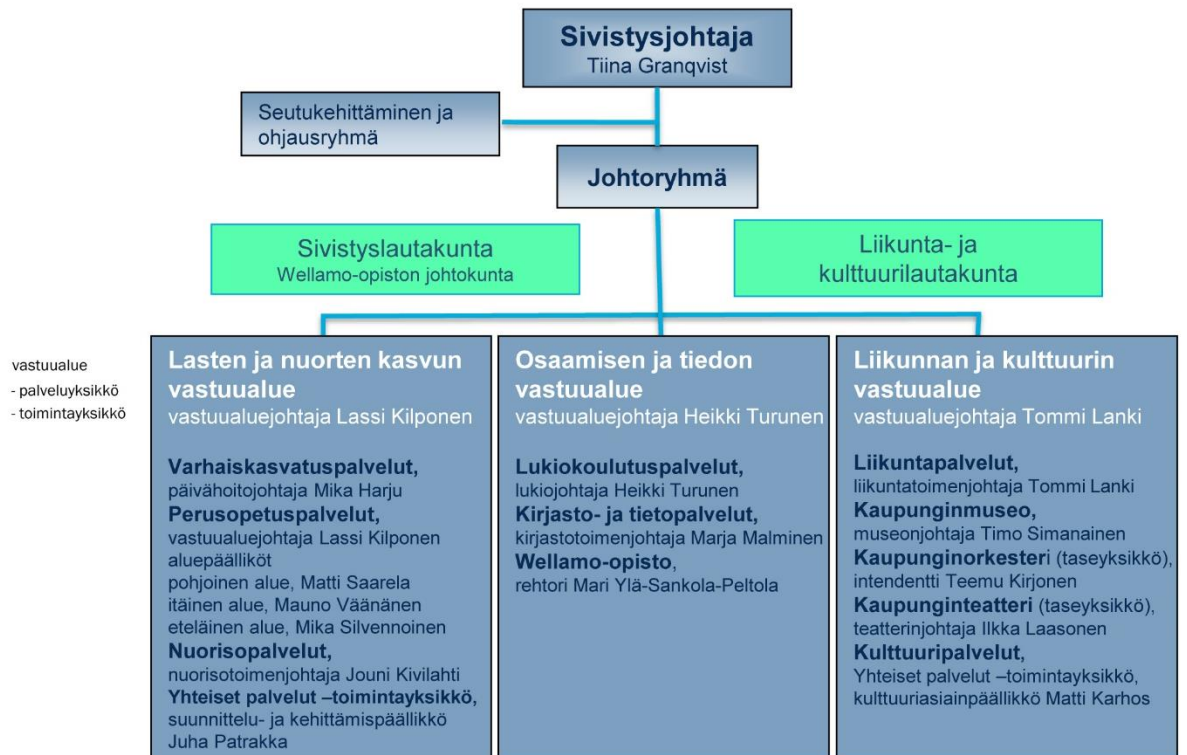 Sivistysjohtaja
Tiina Granqvist
Seutukehittäminen ja
ohjausryhmä
Johtoryhmä
Sivistyslautakunta
Wellamo-opiston johtokunta
Liikunta- ja
kulttuurilautakunta
vastuualue
- palveluyksikkö
- toimintayksikkö
Lasten ja nuorten kasvun
vastuualue
vastuualuejohtaja Lassi Kilponen
Varhaiskasvatuspalvelut,
päivähoitojohtaja Mika Harju
Perusopetuspalvelut,
vastuualuejohtaja Lassi Kilponen
aluepäälliköt
pohjoinen alue, Matti Saarela
itäinen alue, Mauno Väänänen
eteläinen alue, Mika Silvennoinen
Nuorisopalvelut,
nuorisotoimenjohtaja Jouni Kivilahti
Yhteiset palvelut –toimintayksikkö,
suunnittelu- ja kehittämispäällikkö
Juha Patrakka
Osaamisen ja tiedon
vastuualue
vastuualuejohtaja Heikki Turunen
Lukiokoulutuspalvelut,
lukiojohtaja Heikki Turunen
Kirjasto- ja tietopalvelut,
kirjastotoimenjohtaja Marja Malminen
Wellamo-opisto,
rehtori Mari Ylä-Sankola-Peltola
Liikunnan ja kulttuurin
vastuualue
vastuualuejohtaja Tommi Lanki
Liikuntapalvelut,
liikuntatoimenjohtaja Tommi Lanki
Kaupunginmuseo,
museonjohtaja Timo Simanainen
Kaupunginorkesteri (taseyksikkö),
intendentti Teemu Kirjonen
Kaupunginteatteri (taseyksikkö),
teatterinjohtaja Ilkka Laasonen
Kulttuuripalvelut,
Yhteiset palvelut –toimintayksikkö,
kulttuuriasiainpäällikkö Matti Karhos